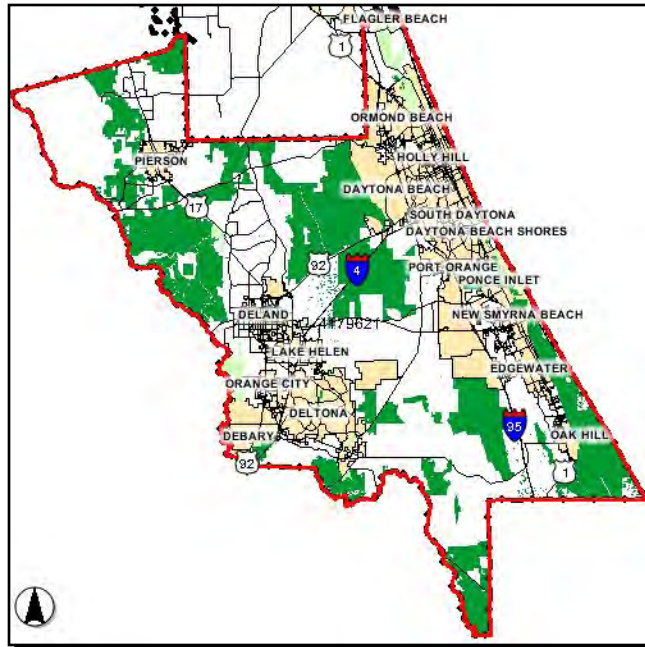 FLAGLER BEACH
1
ORMOND BEACH
HOLLY HILL
PIERSON
DAYTONA BEACH
17
SOUTH DAYTONA
DAYTONA BEACH SHORES
92
4
PORT ORANGE
PONCE INLET
DELAND
NEW SMYRNA BEACH
LAKE HELEN
EDGEWATER
ORANGE CITY
DELTONA
95
DEBARY
OAK HILL
92
1